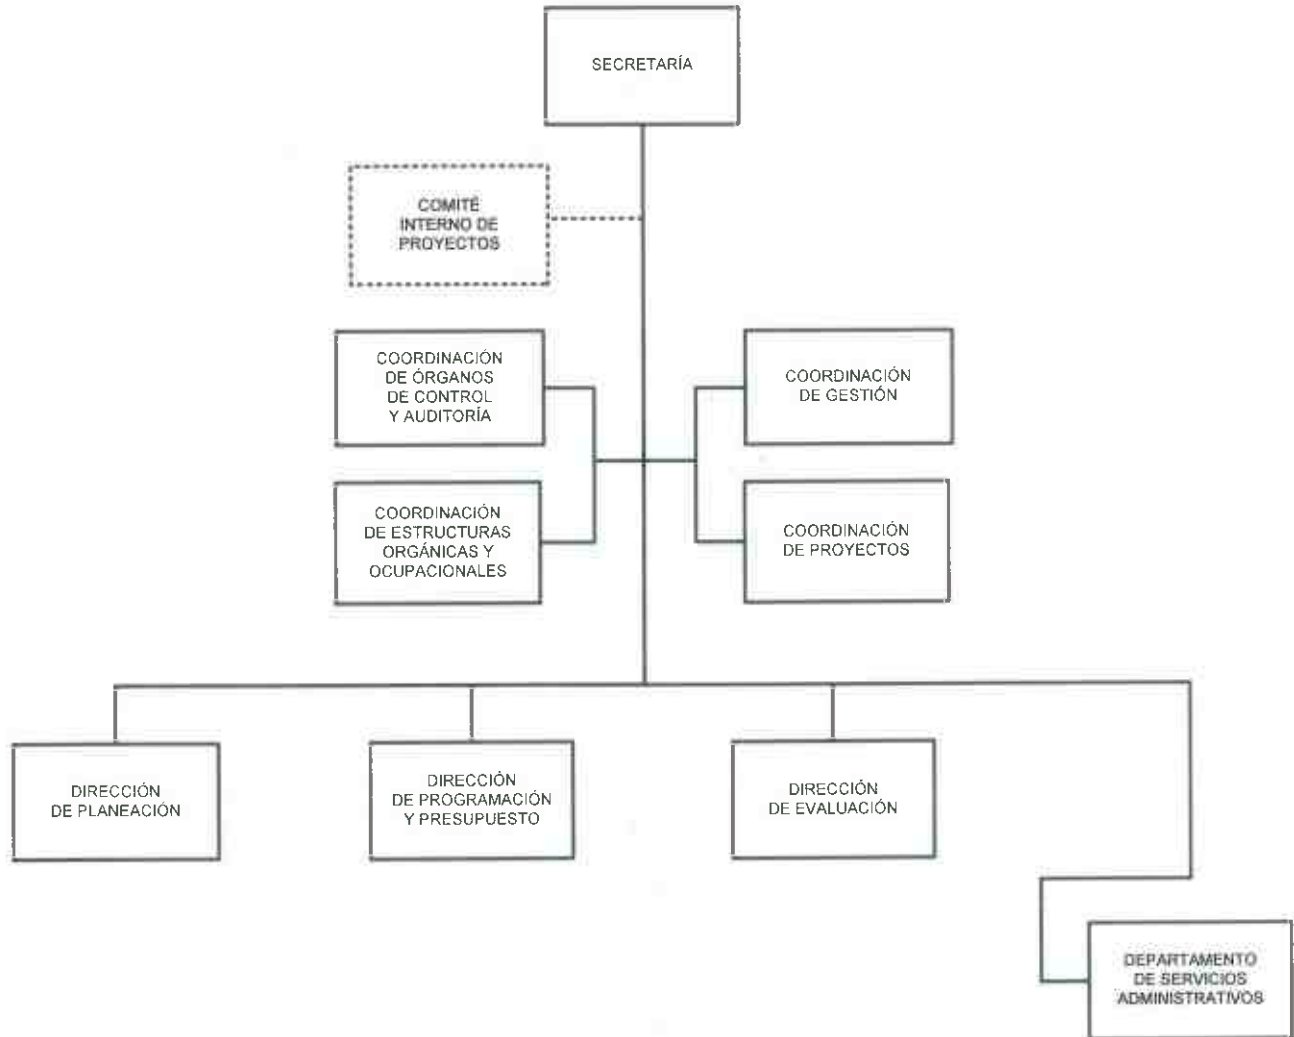 SECRETARÍA
COMITÉ
INTERNO DE
PROYECTOS
COORDINACIÓN
DE ÓRGANOS
DE CONTROL
Y AUDITORÍA
COORDINACIÓN
DE GESTIÓN
COORDINACIÓN
DE ESTRUCTURAS
ORGÁNICAS Y
OCUPACIONALES
COORDINACIÓN
DE PROYECTOS
DIRECCIÓN
DE PLANEACIÓN
DIRECCIÓN
DE PROGRAMACIÓN
Y PRESUPUESTO
DIRECCIÓN
DE EVALUACIÓN
DEPARTAMENTO
DE SERVICIOS
ADMINISTRATIVOS